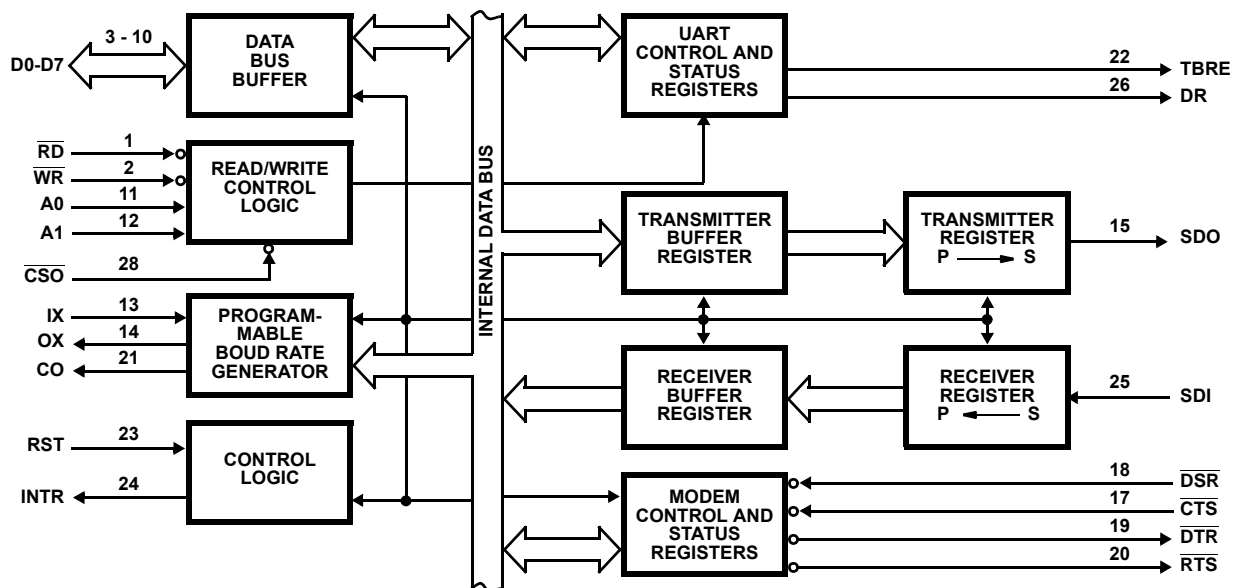 D0-D7
3 - 10
DATA
BUS
BUFFER
RD
1
WR
2
A0
11
A1
12
READ/WRITE
CONTROL
LOGIC
CSO
28
IX
13
OX
14
CO
21
PROGRAM-
MABLE
BOUD RATE
GENERATOR
RST
23
INTR
24
CONTROL
LOGIC
INTERNAL DATA BUS
UART
CONTROL AND
STATUS
REGISTERS
22
TBRE
26
DR
TRANSMITTER
BUFFER
REGISTER
TRANSMITTER
REGISTER
P S
15
SDO
RECEIVER
BUFFER
REGISTER
RECEIVER
REGISTER
P S
25
SDI
MODEM
CONTROL AND
STATUS
REGISTERS
18
DSR
17
CTS
19
DTR
20
RTS